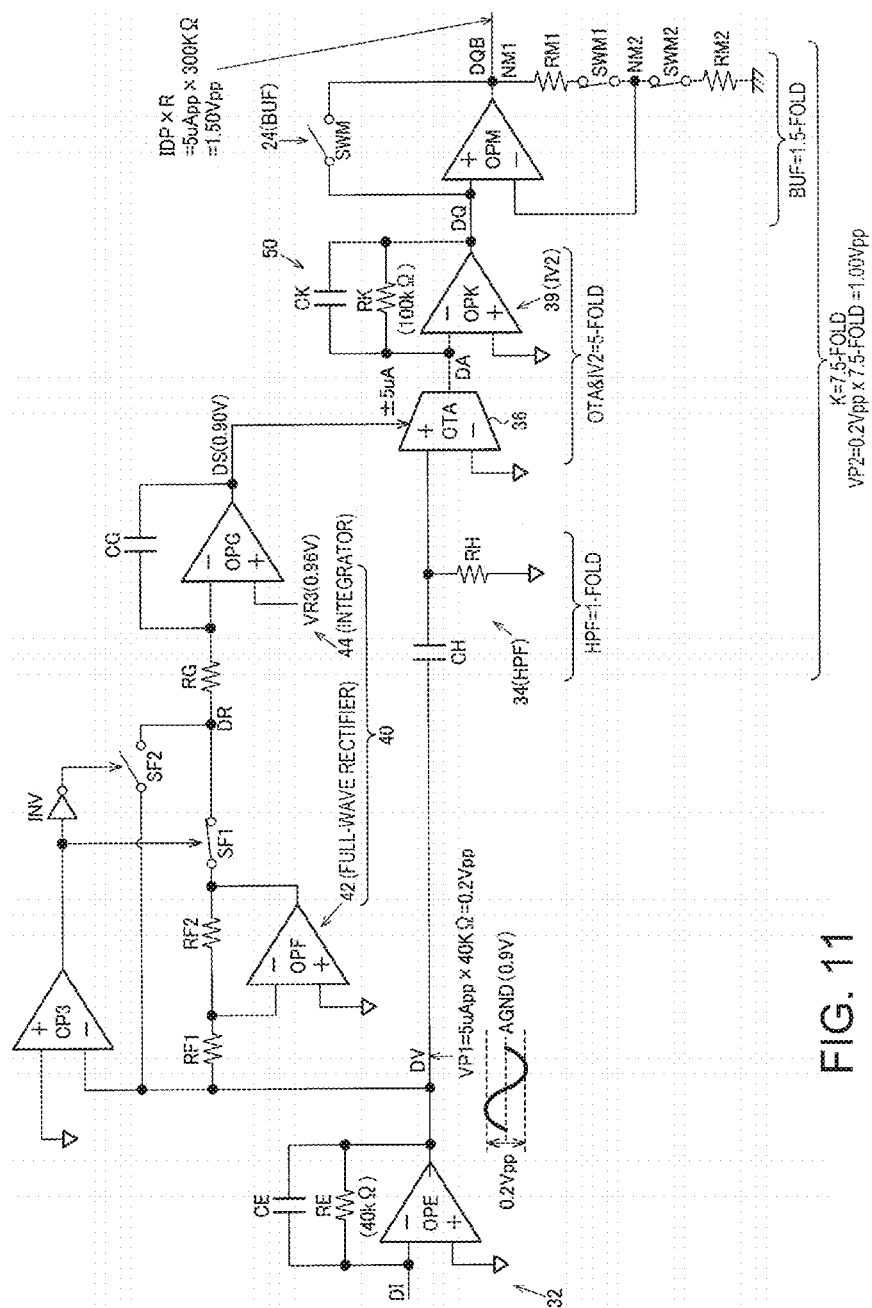 IDP×R
=5uApp×300KΩ
=1.50Vpp
24(BUF)
SWM
DQB
NM1
RM1
SWM1
NM2
SWM2
RM2
+
OPM
−
DQ
BUF=1.5-FOLD
50
CK
RK
(100kΩ)
−
OPK
+
39(IV2)
±5uA
DA
+
OTA
−
36
OTA&IV2=5-FOLD
DS(0.90V)
CG
−
OPG
+
VR3(0.96V)
44(INTEGRATOR)
RG
DR
40
42(FULL-WAVE RECTIFIER)
INV
SF2
SF1
RF2
RF1
−
OPF
+
+
CP3
−
CH
RH
34(HPF)
HPF=1-FOLD
K=7.5-FOLD
VP2=0.2Vpp×7.5-FOLD=1.00Vpp
DV
VP1=5uApp×40KΩ=0.2Vpp
AGND(0.9V)
0.2Vpp
CE
RE
(40kΩ)
−
OPE
+
DI
32
FIG. 11